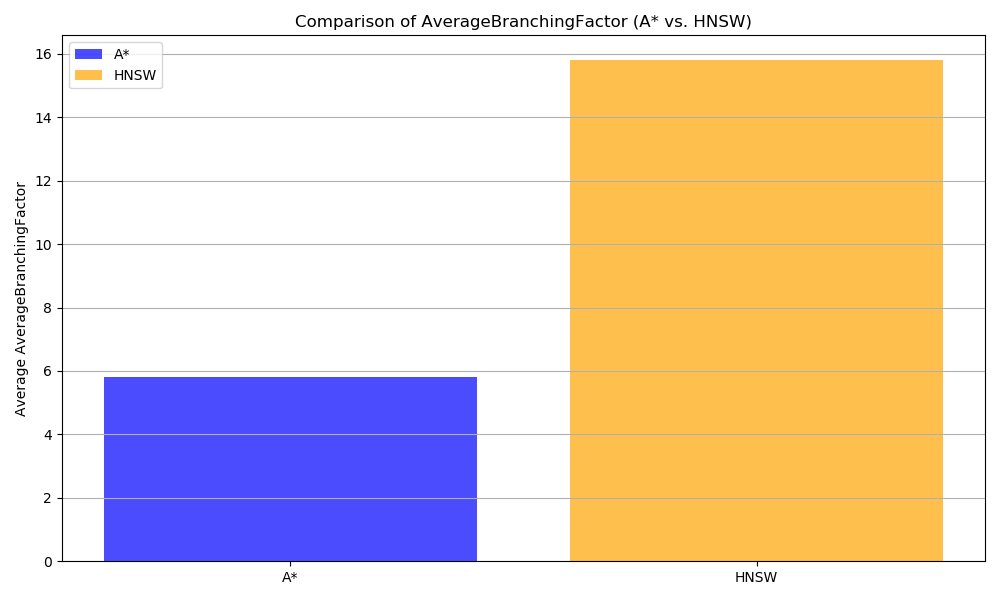 Comparison of AverageBranchingFactor (A* vs. HNSW)
A*
HNSW
Average AverageBranchingFactor
16
14
12
10
8
6
4
2
0
A*
HNSW